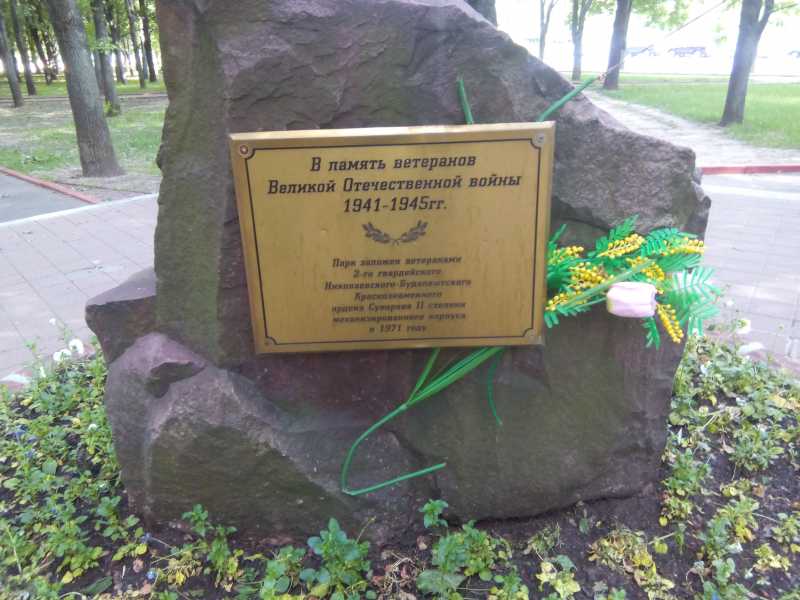 В память ветеранов
Великой Отечественной войны
1941-1945гг.
Парк заложен ветеранами
2-го гвардейского
Николаевского-Будапештского
Краснознаменного
ордена Суворова II степени
механизированного корпуса
в 1971 году